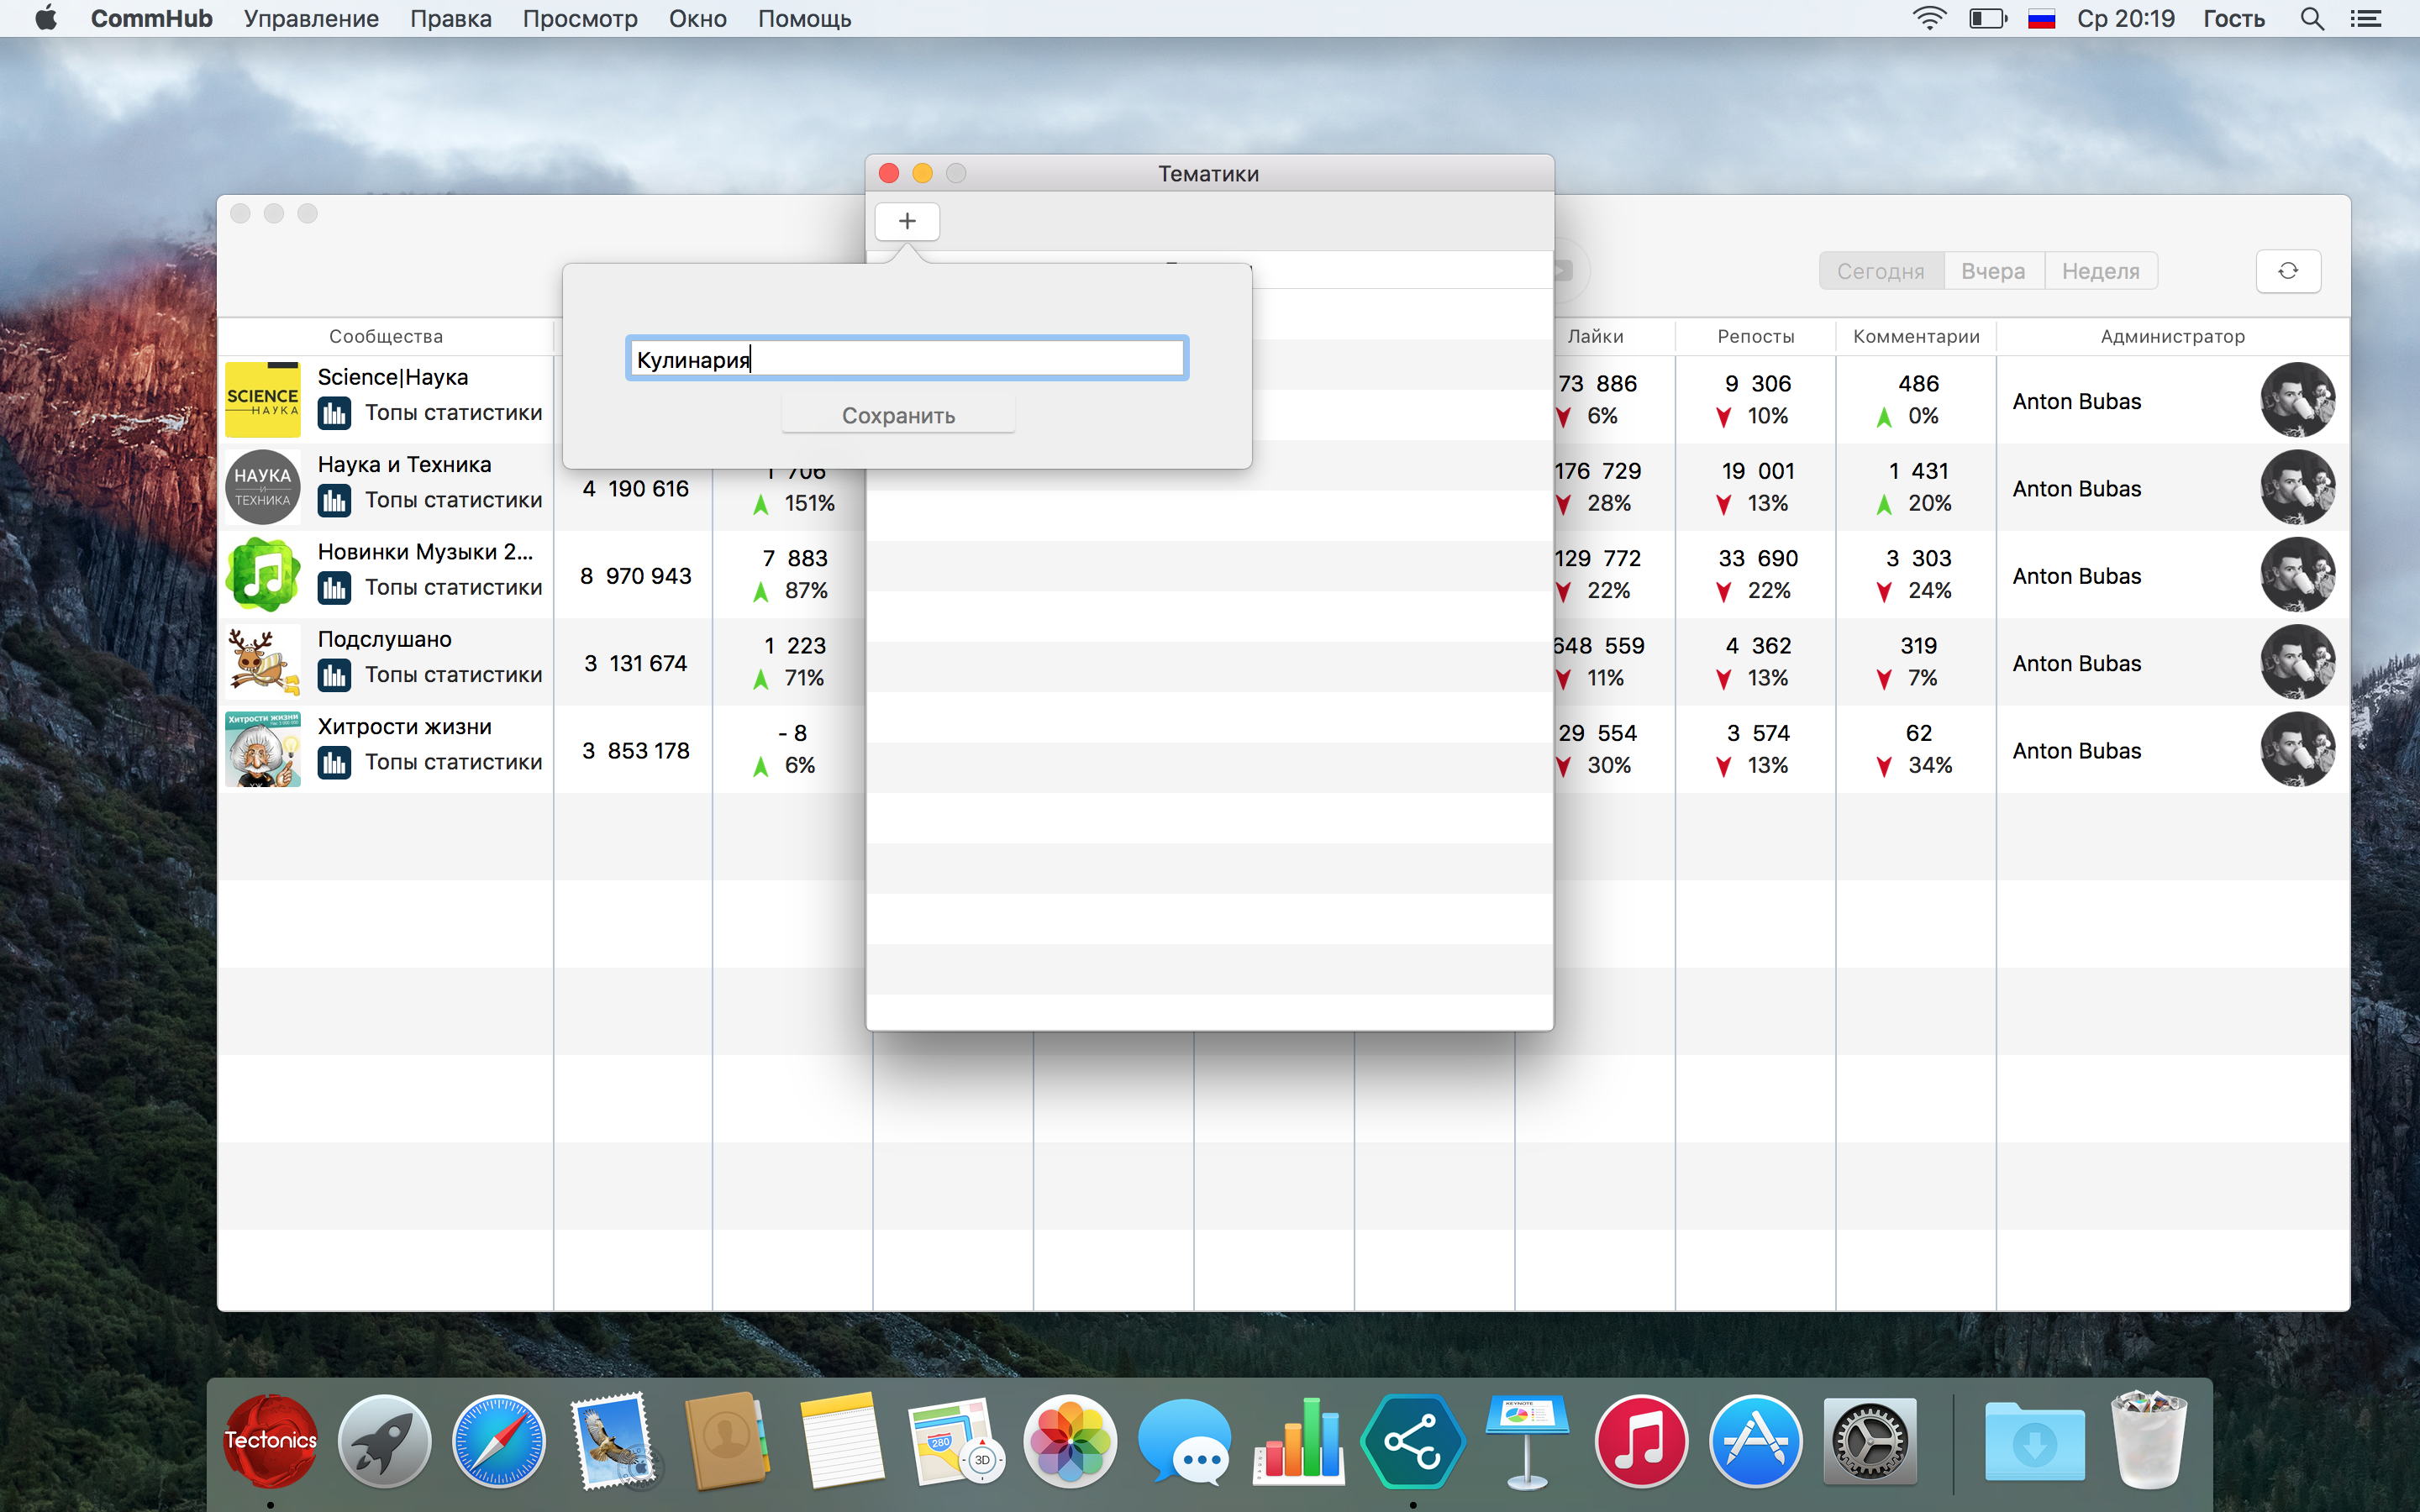 CommHub Управление Правка Просмотр Окно Помощь Ср 20:19 Гость
Тематики
+
Кулинария
Сохранить
Сегодня Вчера Неделя
Сообщества Лайки Репосты Комментарии Администратор
SCIENCE
НАУКА
Science|Наука
Топы статистики
73 886
6%
9 306
10%
486
0%
Anton Bubas
НАУКА
И
ТЕХНИКА
Наука и Техника
Топы статистики
4 190 616
1 706
151%
176 729
28%
19 001
13%
1 431
20%
Anton Bubas
Новинки Музыки 2...
Топы статистики
8 970 943
7 883
87%
129 772
22%
33 690
22%
3 303
24%
Anton Bubas
Подслушано
Топы статистики
3 131 674
1 223
71%
648 559
11%
4 362
13%
319
7%
Anton Bubas
Хитрости жизни
Хитрости жизни
Топы статистики
3 853 178
- 8
6%
29 554
30%
3 574
13%
62
34%
Anton Bubas
Tectonics
280
3D
KEYNOTE